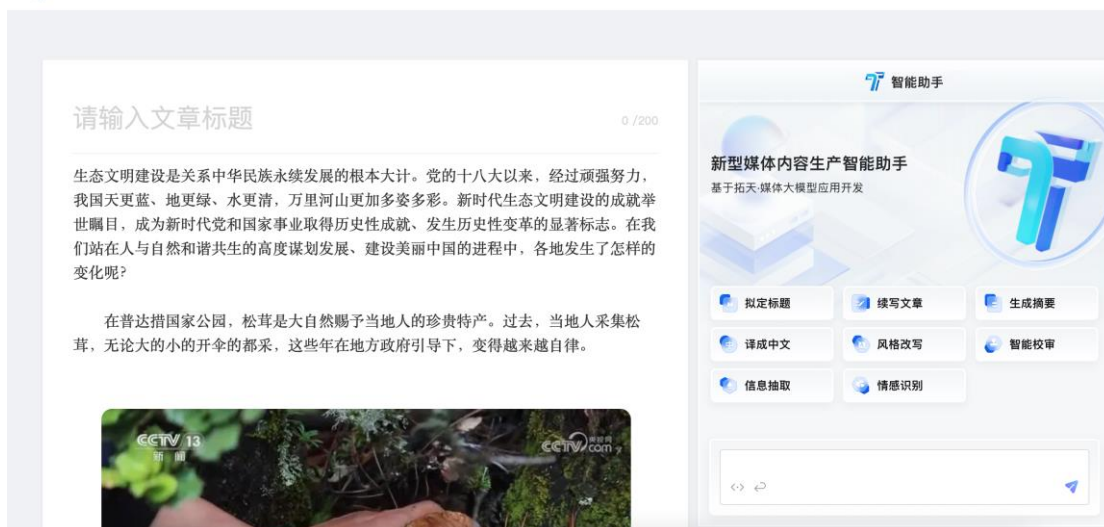 请输入文章标题
0 /200
生态文明建设是关系中华民族永续发展的根本大计。党的十八大以来，经过顽强努力，
我国天更蓝、地更绿、水更清，万里河山更加多姿多彩。新时代生态文明建设的成就举
世瞩目，成为新时代党和国家事业取得历史性成就、发生历史性变革的显著标志。在我
们站在人与自然和谐共生的高度谋划发展、建设美丽中国的进程中，各地发生了怎样的
变化呢?
在普达措国家公园，松茸是大自然赐予当地人的珍贵特产。过去，当地人采集松
茸，无论大的小的开伞的都采，这些年在地方政府引导下，变得越来越自律。
CCTV 13
新闻
央视网
CCTV.com
智能助手
新型媒体内容生产智能助手
基于拓天·媒体大模型应用开发
拟定标题
续写文章
生成摘要
译成中文
风格改写
智能校审
信息抽取
情感识别